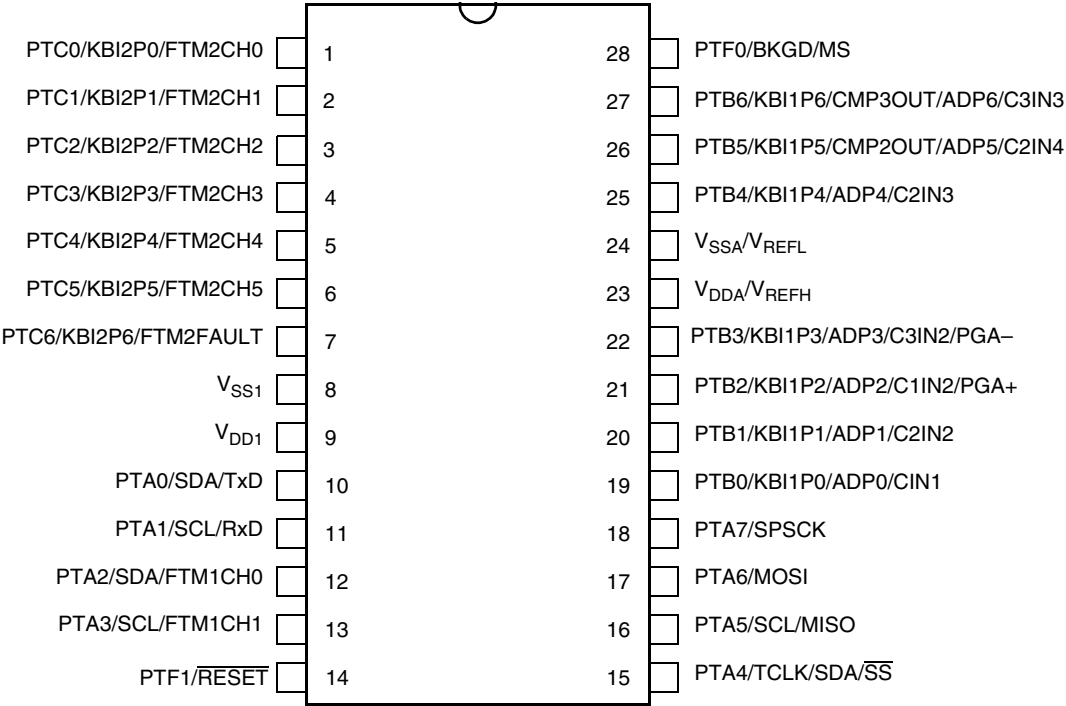 PTC0/KBI2P0/FTM2CH0 1 28 PTF0/BKGD/MS
PTC1/KBI2P1/FTM2CH1 2 27 PTB6/KBI1P6/CMP3OUT/ADP6/C3IN3
PTC2/KBI2P2/FTM2CH2 3 26 PTB5/KBI1P5/CMP2OUT/ADP5/C2IN4
PTC3/KBI2P3/FTM2CH3 4 25 PTB4/KBI1P4/ADP4/C2IN3
PTC4/KBI2P4/FTM2CH4 5 24 VSSA/VREFL
PTC5/KBI2P5/FTM2CH5 6 23 VDDA/VREFH
PTC6/KBI2P6/FTM2FAULT 7 22 PTB3/KBI1P3/ADP3/C3IN2/PGA–
VSS1 8 21 PTB2/KBI1P2/ADP2/C1IN2/PGA+
VDD1 9 20 PTB1/KBI1P1/ADP1/C2IN2
PTA0/SDA/TxD 10 19 PTB0/KBI1P0/ADP0/CIN1
PTA1/SCL/RxD 11 18 PTA7/SPSCK
PTA2/SDA/FTM1CH0 12 17 PTA6/MOSI
PTA3/SCL/FTM1CH1 13 16 PTA5/SCL/MISO
PTF1/RESET 14 15 PTA4/TCLK/SDA/SS